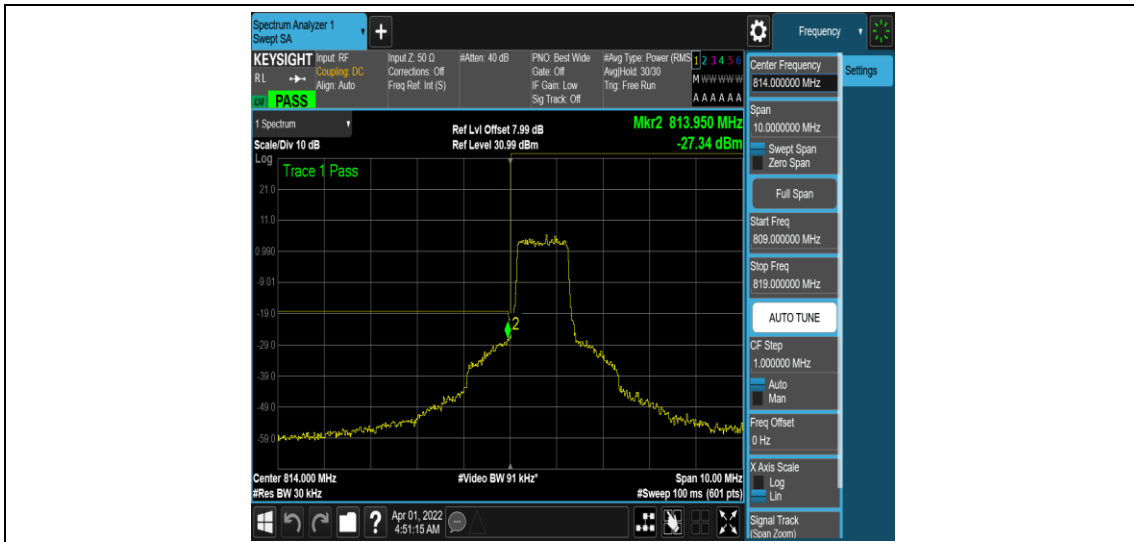 Spectrum Analyzer 1
Swept SA
+
Frequency
KEYSIGHT
RL
LXI
PASS
Input: RF
Coupling: DC
Align: Auto
Input Z: 50 Ω
Corrections: Off
Freq Ref: Int (S)
#Atten: 40 dB
PNO: Best Wide
Gate: Off
IF Gain: Low
Sig Track: Off
#Avg Type: Power (RMS
Avg|Hold: 30/30
Trig: Free Run
1 2 3 4 5 6
M W W W W W
A A A A A A
1 Spectrum
Scale/Div 10 dB
Ref Lvl Offset 7.99 dB
Ref Level 30.99 dBm
Mkr2 813.950 MHz
-27.34 dBm
Log
Trace 1 Pass
21.0
11.0
0.990
-9.01
-19.0
2
-29.0
-39.0
-49.0
-59.0
Center 814.000 MHz
#Res BW 30 kHz
#Video BW 91 kHz*
Span 10.00 MHz
#Sweep 100 ms (601 pts)
Center Frequency
814.000000 MHz
Settings
Span
10.0000000 MHz
Swept Span
Zero Span
Full Span
Start Freq
809.000000 MHz
Stop Freq
819.000000 MHz
AUTO TUNE
CF Step
1.000000 MHz
Auto
Man
Freq Offset
0 Hz
X Axis Scale
Log
Lin
Signal Track
(Span Zoom)
?
Apr 01, 2022
4:51:15 AM